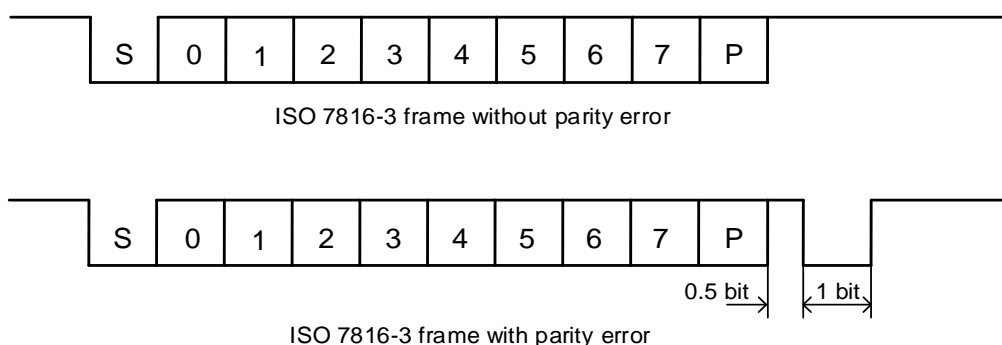 S 0 1 2 3 4 5 6 7 P
ISO 7816-3 frame without parity error
S 0 1 2 3 4 5 6 7 P
0.5 bit 1 bit
ISO 7816-3 frame with parity error